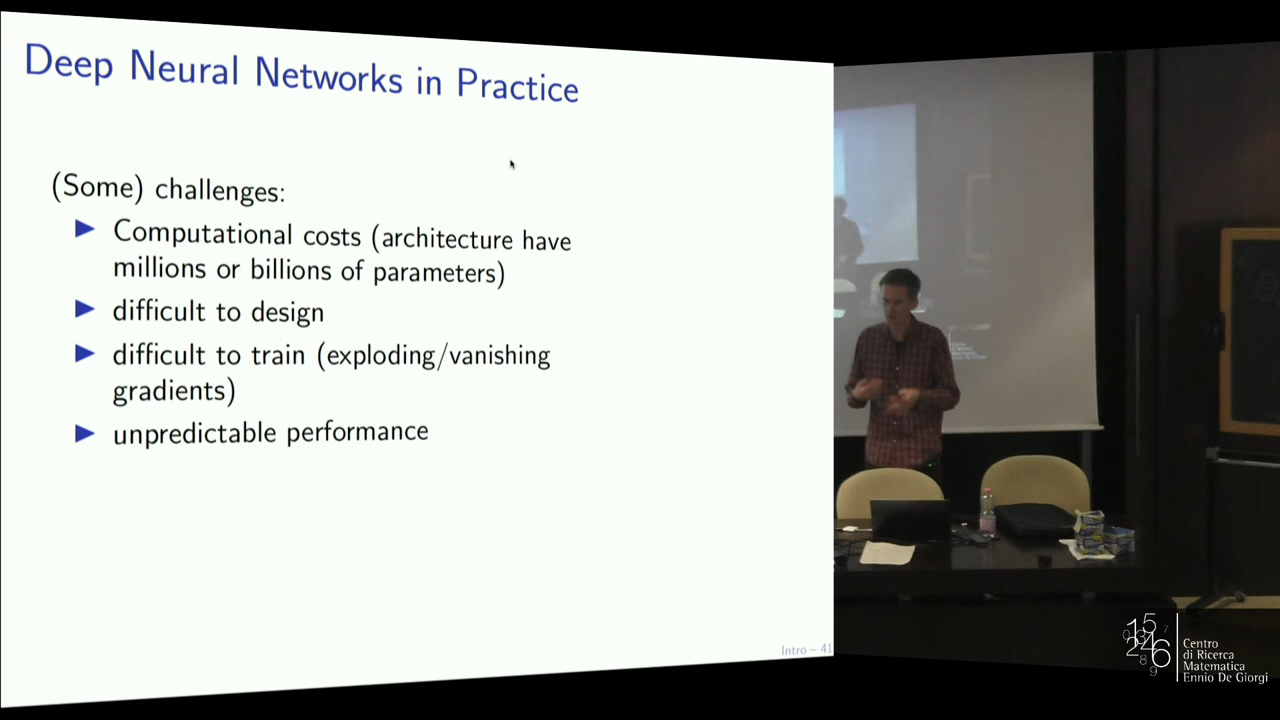 Deep Neural Networks in Practice
(Some) challenges:
Computational costs (architecture have
millions or billions of parameters)
difficult to design
difficult to train (exploding/vanishing
gradients)
unpredictable performance
Intro – 41
Centro
di Ricerca
Matematica
Ennio De Giorgi